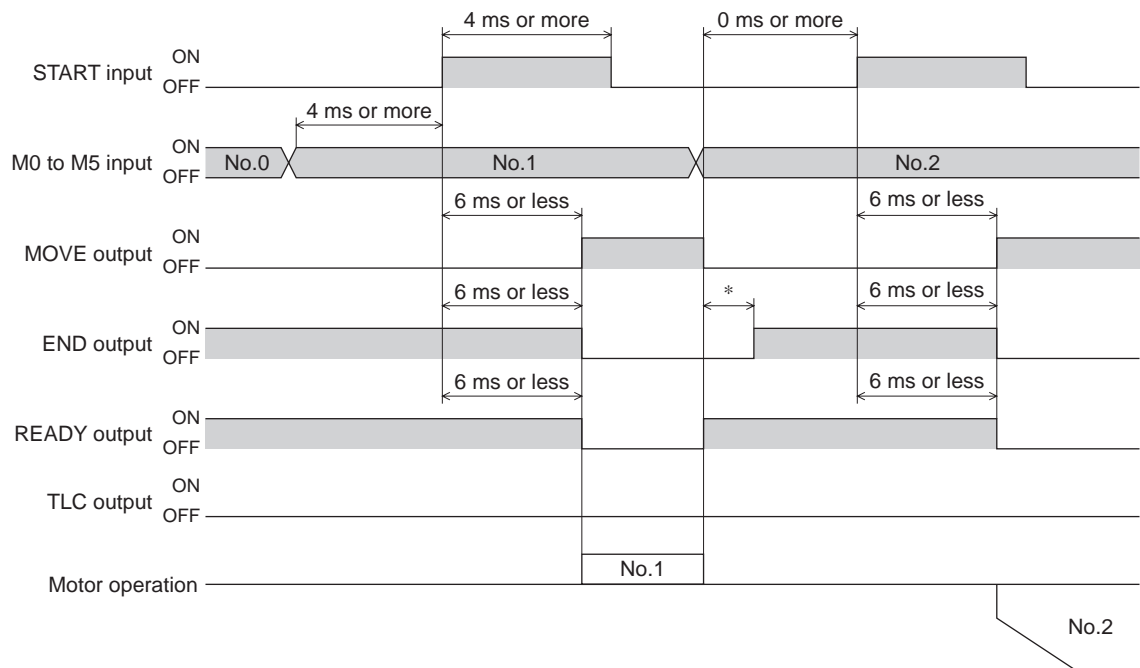 4 ms or more
0 ms or more
START input
ON
OFF
4 ms or more
M0 to M5 input
ON
OFF
No.0
No.1
No.2
6 ms or less
6 ms or less
MOVE output
ON
OFF
6 ms or less
*
6 ms or less
END output
ON
OFF
6 ms or less
6 ms or less
READY output
ON
OFF
TLC output
ON
OFF
Motor operation
No.1
No.2